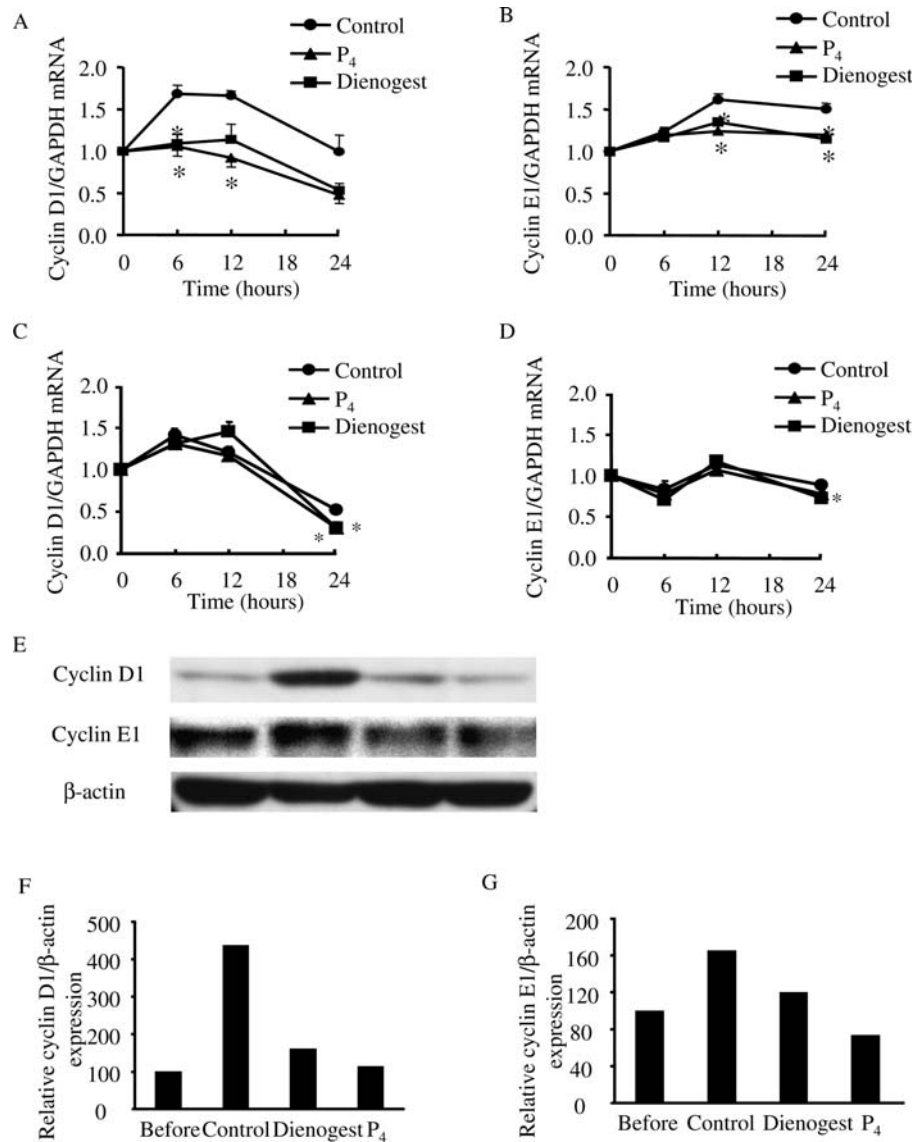 A
Control
P₄
Dienogest
Cyclin D1/GAPDH mRNA
2.0
1.5
1.0
0.5
0.0
*
*
*
0 6 12 18 24
Time (hours)
B
Control
P₄
Dienogest
Cyclin E1/GAPDH mRNA
2.0
1.5
1.0
0.5
0.0
*
*
*
*
0 6 12 18 24
Time (hours)
C
Control
P₄
Dienogest
Cyclin D1/GAPDH mRNA
2.0
1.5
1.0
0.5
0.0
* *
0 6 12 18 24
Time (hours)
D
Control
P₄
Dienogest
Cyclin E1/GAPDH mRNA
2.0
1.5
1.0
0.5
0.0
*
0 6 12 18 24
Time (hours)
E
Cyclin D1
Cyclin E1
β-actin
F
Relative cyclin D1/β-actin
expression
500
400
300
200
100
0
Before Control Dienogest P₄
G
Relative cyclin E1/β-actin
expression
200
160
120
80
40
0
Before Control Dienogest P₄